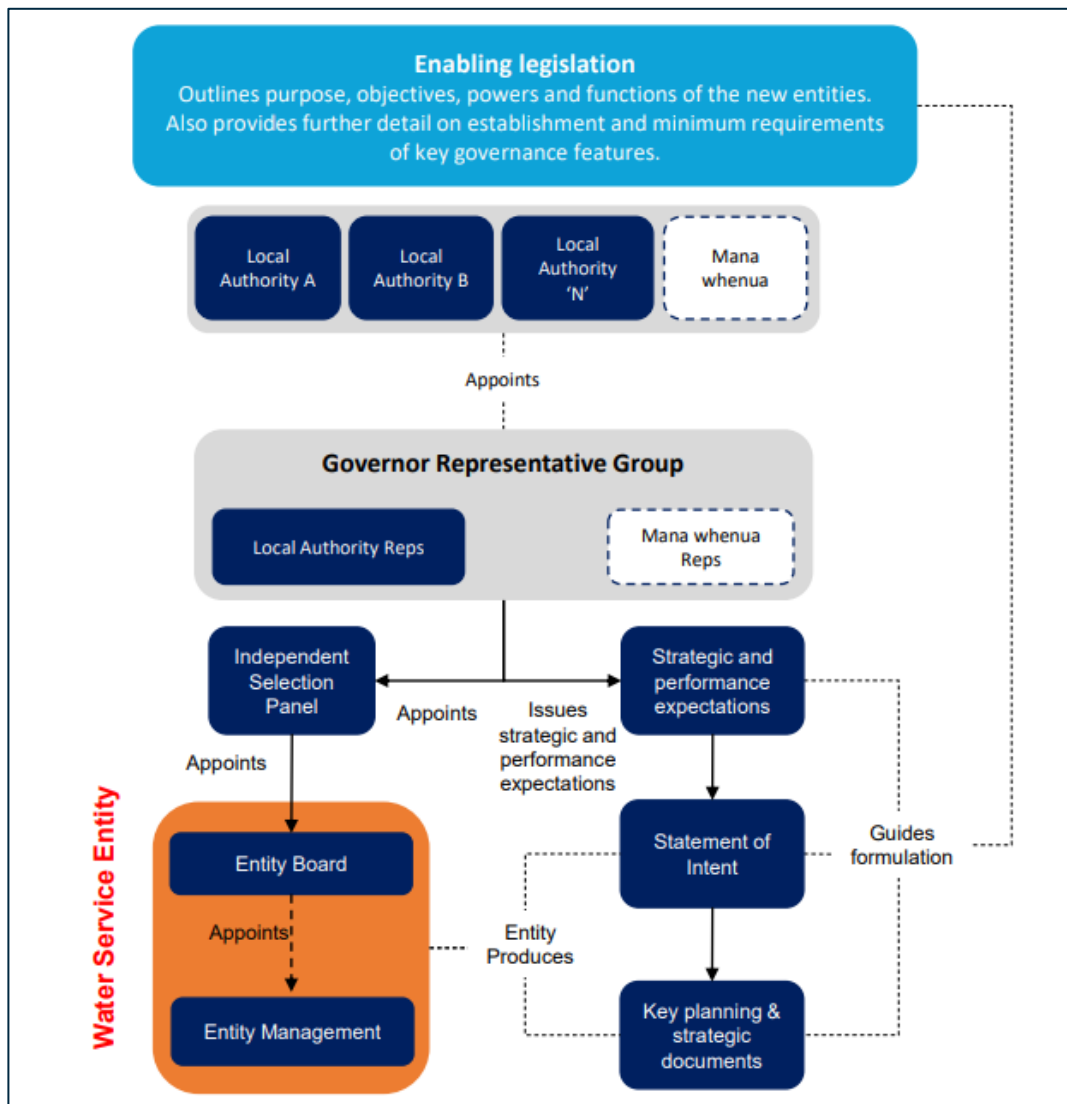 Enabling legislation
Outlines purpose, objectives, powers and functions of the new entities.
Also provides further detail on establishment and minimum requirements
of key governance features.
Local
Authority A
Local
Authority B
Local
Authority
‘N’
Mana
whenua
Appoints
Governor Representative Group
Local Authority Reps
Mana whenua
Reps
Independent
Selection
Panel
Appoints
Issues
strategic and
performance
expectations
Strategic and
performance
expectations
Appoints
Water Service Entity
Entity Board
Appoints
Entity Management
Entity
Produces
Statement of
Intent
Guides
formulation
Key planning &
strategic
documents